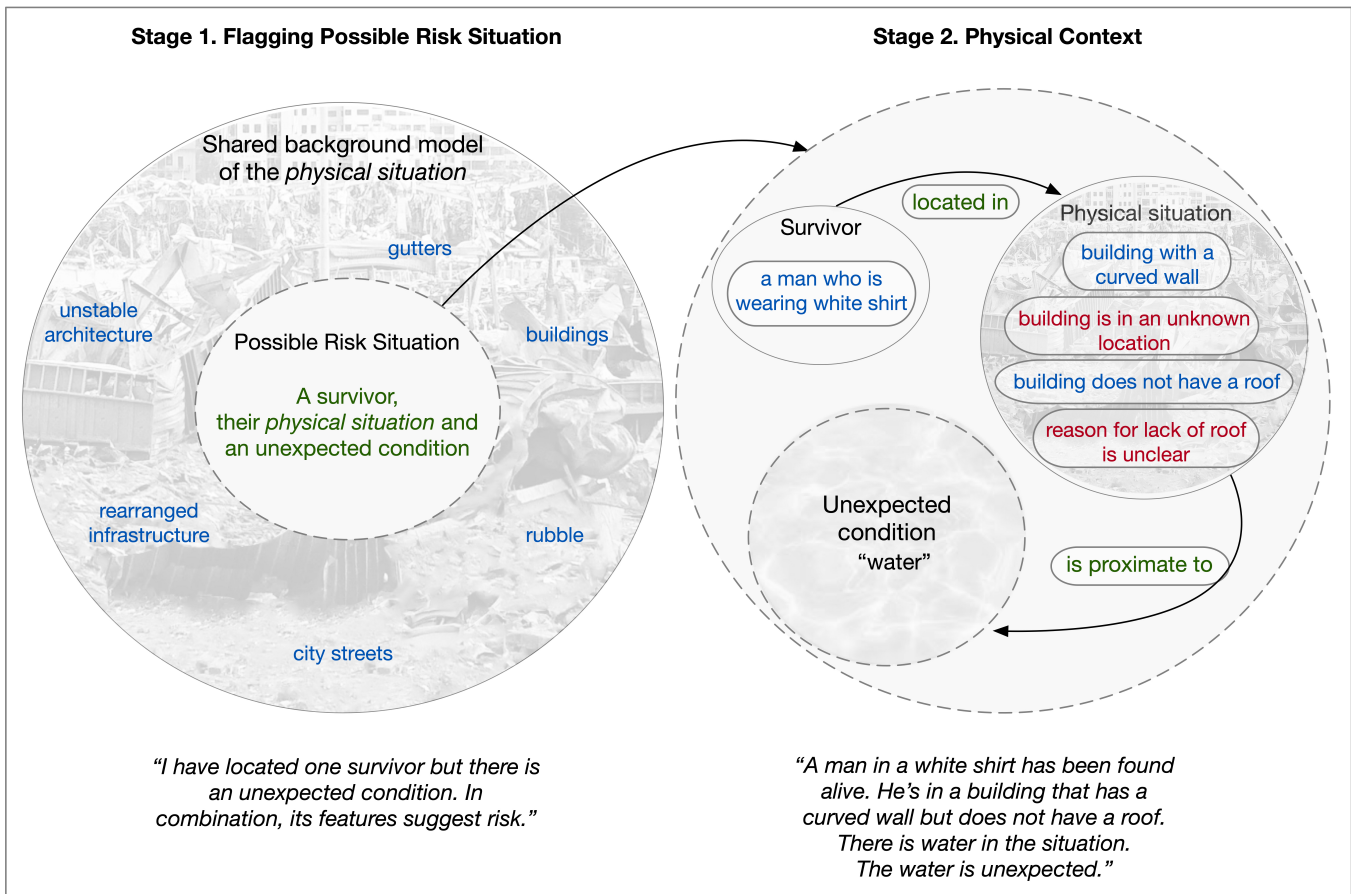 Stage 1. Flagging Possible Risk Situation
Shared background model
of the physical situation
gutters
unstable
architecture
buildings
Possible Risk Situation
A survivor,
their physical situation and
an unexpected condition
rearranged
infrastructure
rubble
city streets
“I have located one survivor but there is
an unexpected condition. In
combination, its features suggest risk.”
Stage 2. Physical Context
located in
Survivor
a man who is
wearing white shirt
Physical situation
building with a
curved wall
building is in an unknown
location
building does not have a roof
reason for lack of roof
is unclear
Unexpected
condition
“water”
is proximate to
“A man in a white shirt has been found
alive. He’s in a building that has a
curved wall but does not have a roof.
There is water in the situation.
The water is unexpected.”